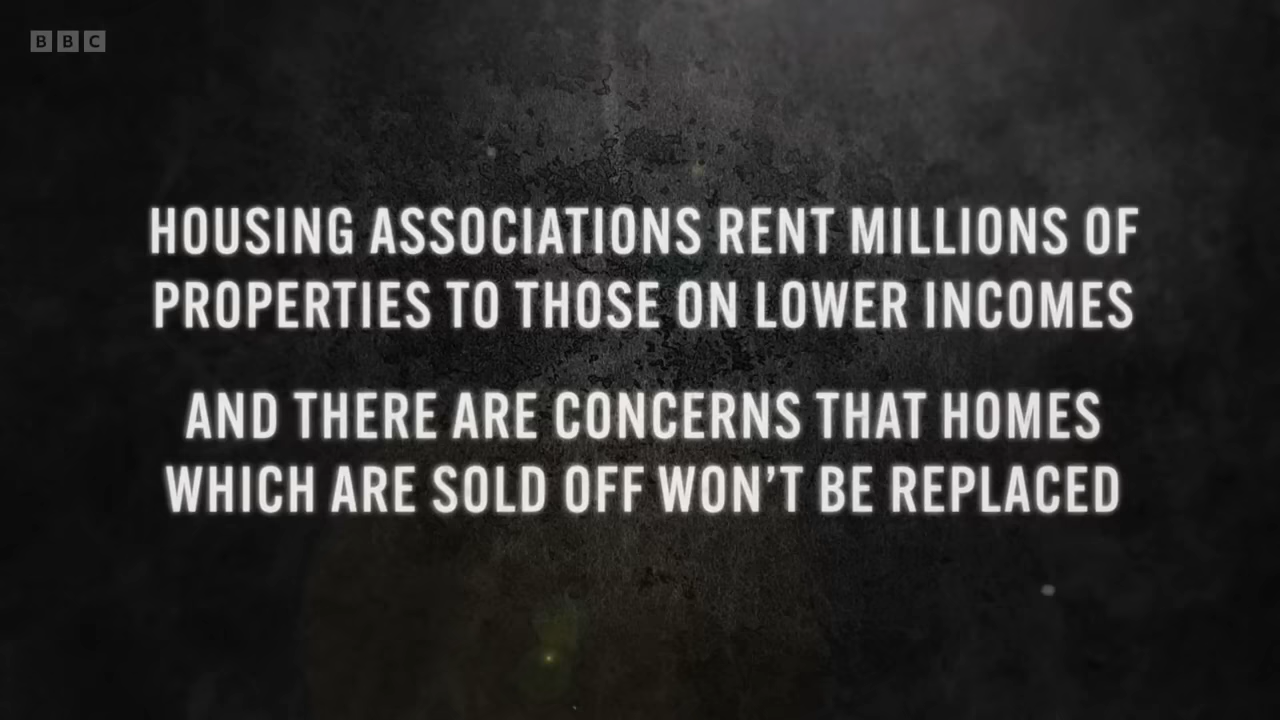 BBC
HOUSING ASSOCIATIONS RENT MILLIONS OF
PROPERTIES TO THOSE ON LOWER INCOMES
AND THERE ARE CONCERNS THAT HOMES
WHICH ARE SOLD OFF WON'T BE REPLACED